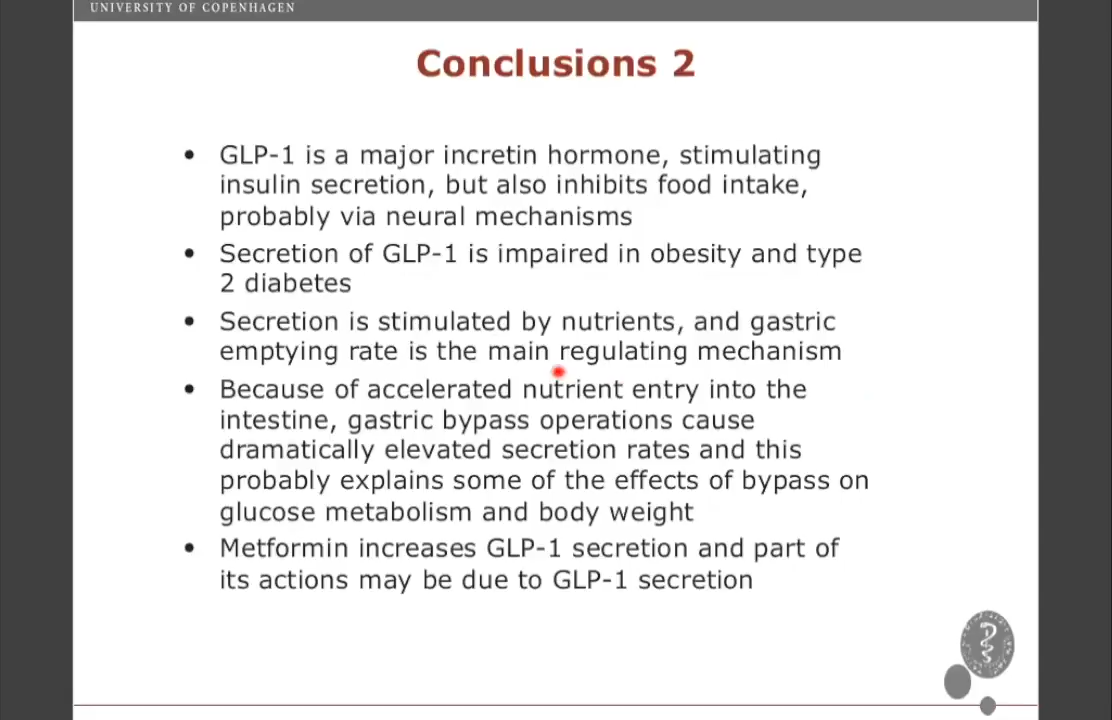 UNIVERSITY OF COPENHAGEN
Conclusions 2
• GLP-1 is a major incretin hormone, stimulating
insulin secretion, but also inhibits food intake,
probably via neural mechanisms
• Secretion of GLP-1 is impaired in obesity and type
2 diabetes
• Secretion is stimulated by nutrients, and gastric
emptying rate is the main regulating mechanism
• Because of accelerated nutrient entry into the
intestine, gastric bypass operations cause
dramatically elevated secretion rates and this
probably explains some of the effects of bypass on
glucose metabolism and body weight
• Metformin increases GLP-1 secretion and part of
its actions may be due to GLP-1 secretion